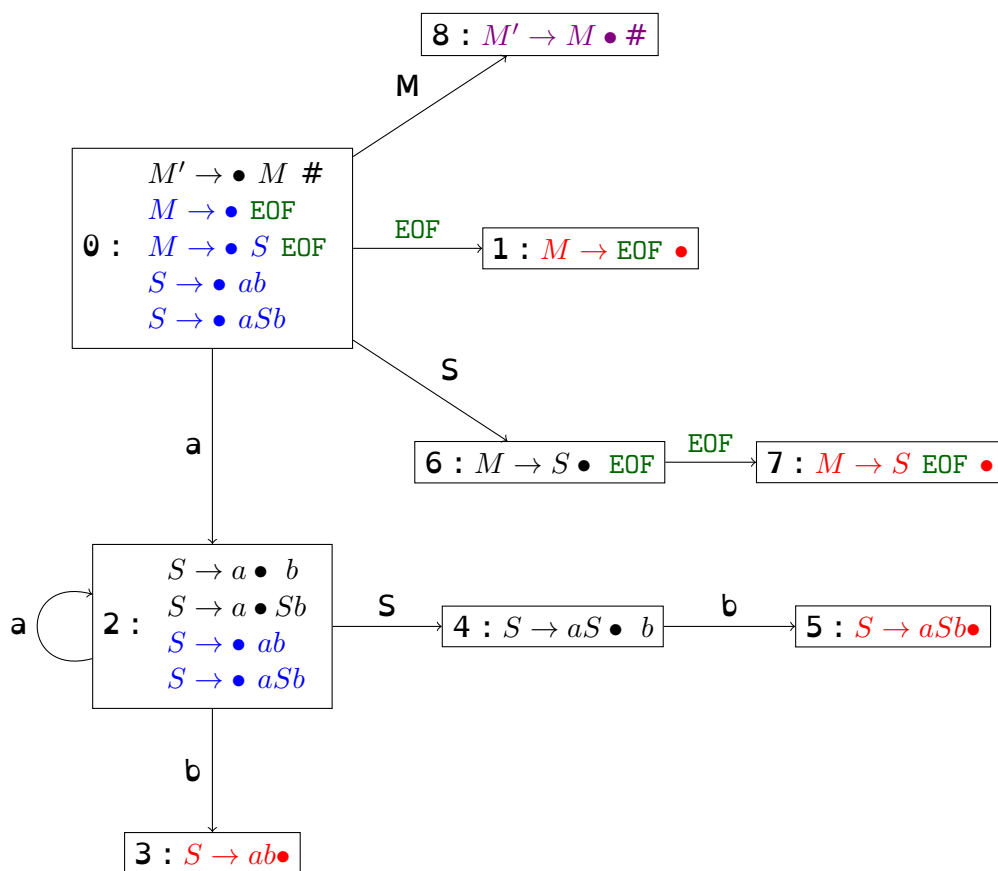 8 : M′ → M • #
M
M′ → • M #
M → • EOF
0 : M → • S EOF
S → • ab
S → • aSb
EOF
1 : M → EOF •
S
a
6 : M → S • EOF
EOF
7 : M → S EOF •
a
S → a • b
S → a • Sb
2 :
S → • ab
S → • aSb
S
4 : S → aS • b
b
5 : S → aSb•
b
3 : S → ab•